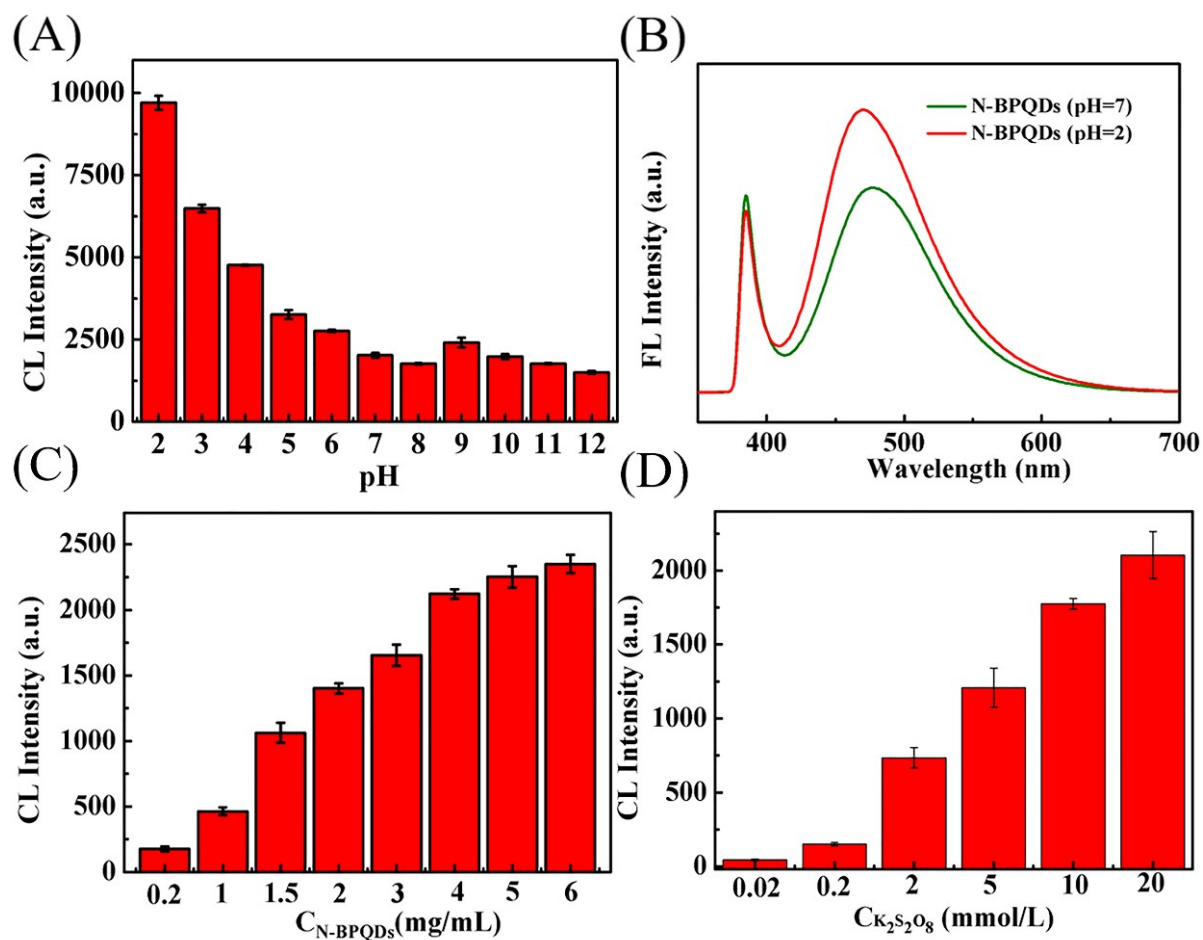 (A)
CL Intensity (a.u.)
10000
7500
5000
2500
0
2 3 4 5 6 7 8 9 10 11 12
pH
(B)
FL Intensity (a.u.)
N-BPQDs (pH=7)
N-BPQDs (pH=2)
400 500 600 700
Wavelength (nm)
(C)
CL Intensity (a.u.)
2500
2000
1500
1000
500
0
0.2 1 1.5 2 3 4 5 6
C_N-BPQDs(mg/mL)
(D)
CL Intensity (a.u.)
2000
1500
1000
500
0
0.02 0.2 2 5 10 20
C_K₂S₂O₈ (mmol/L)